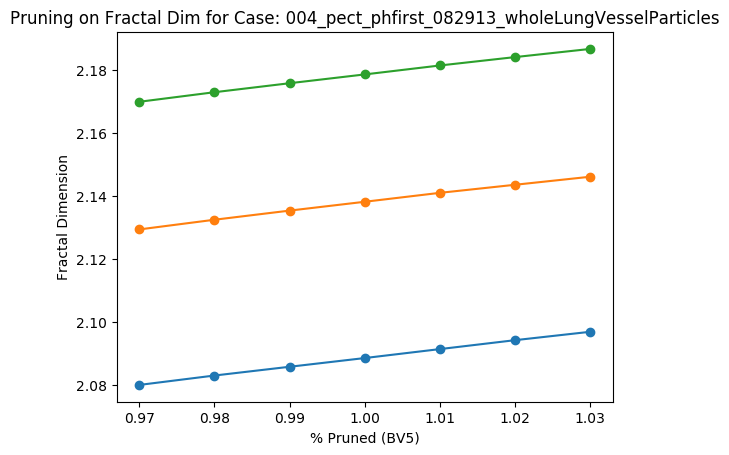 Pruning on Fractal Dim for Case: 004_pect_phfirst_082913_wholeLungVesselParticles
2.18
2.16
2.14
2.12
2.10
2.08
Fractal Dimension
0.97 0.98 0.99 1.00 1.01 1.02 1.03
% Pruned (BV5)